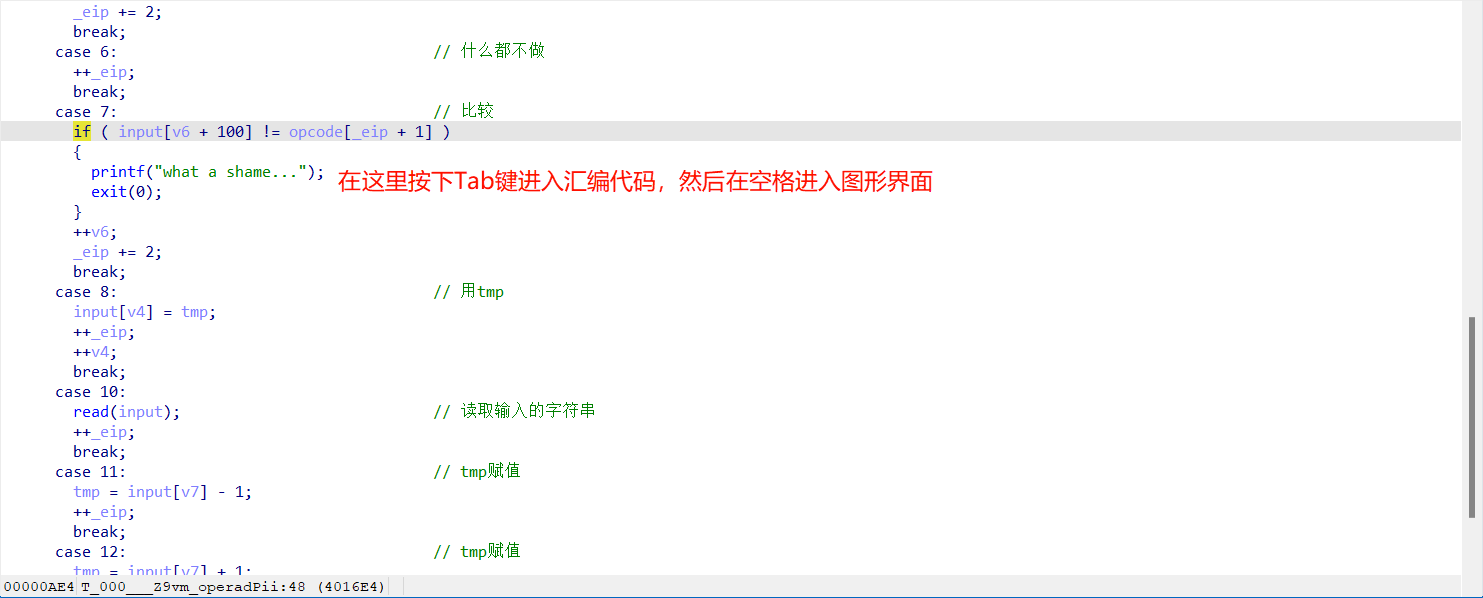 _eip += 2;
break;
case 6: // 什么都不做
++_eip;
break;
case 7: // 比较
if ( input[v6 + 100] != opcode[_eip + 1] )
{
printf("what a shame..."); 在这里按下Tab键进入汇编代码，然后在空格进入图形界面
exit(0);
}
++v6;
_eip += 2;
break;
case 8: // 用tmp
input[v4] = tmp;
++_eip;
++v4;
break;
case 10:
read(input); // 读取输入的字符串
++_eip;
break;
case 11: // tmp赋值
tmp = input[v7] - 1;
++_eip;
break;
case 12: // tmp赋值
tmp = input[v7] + 1;
00000AE4 T_000___Z9vm_operadPii:48 (4016E4)